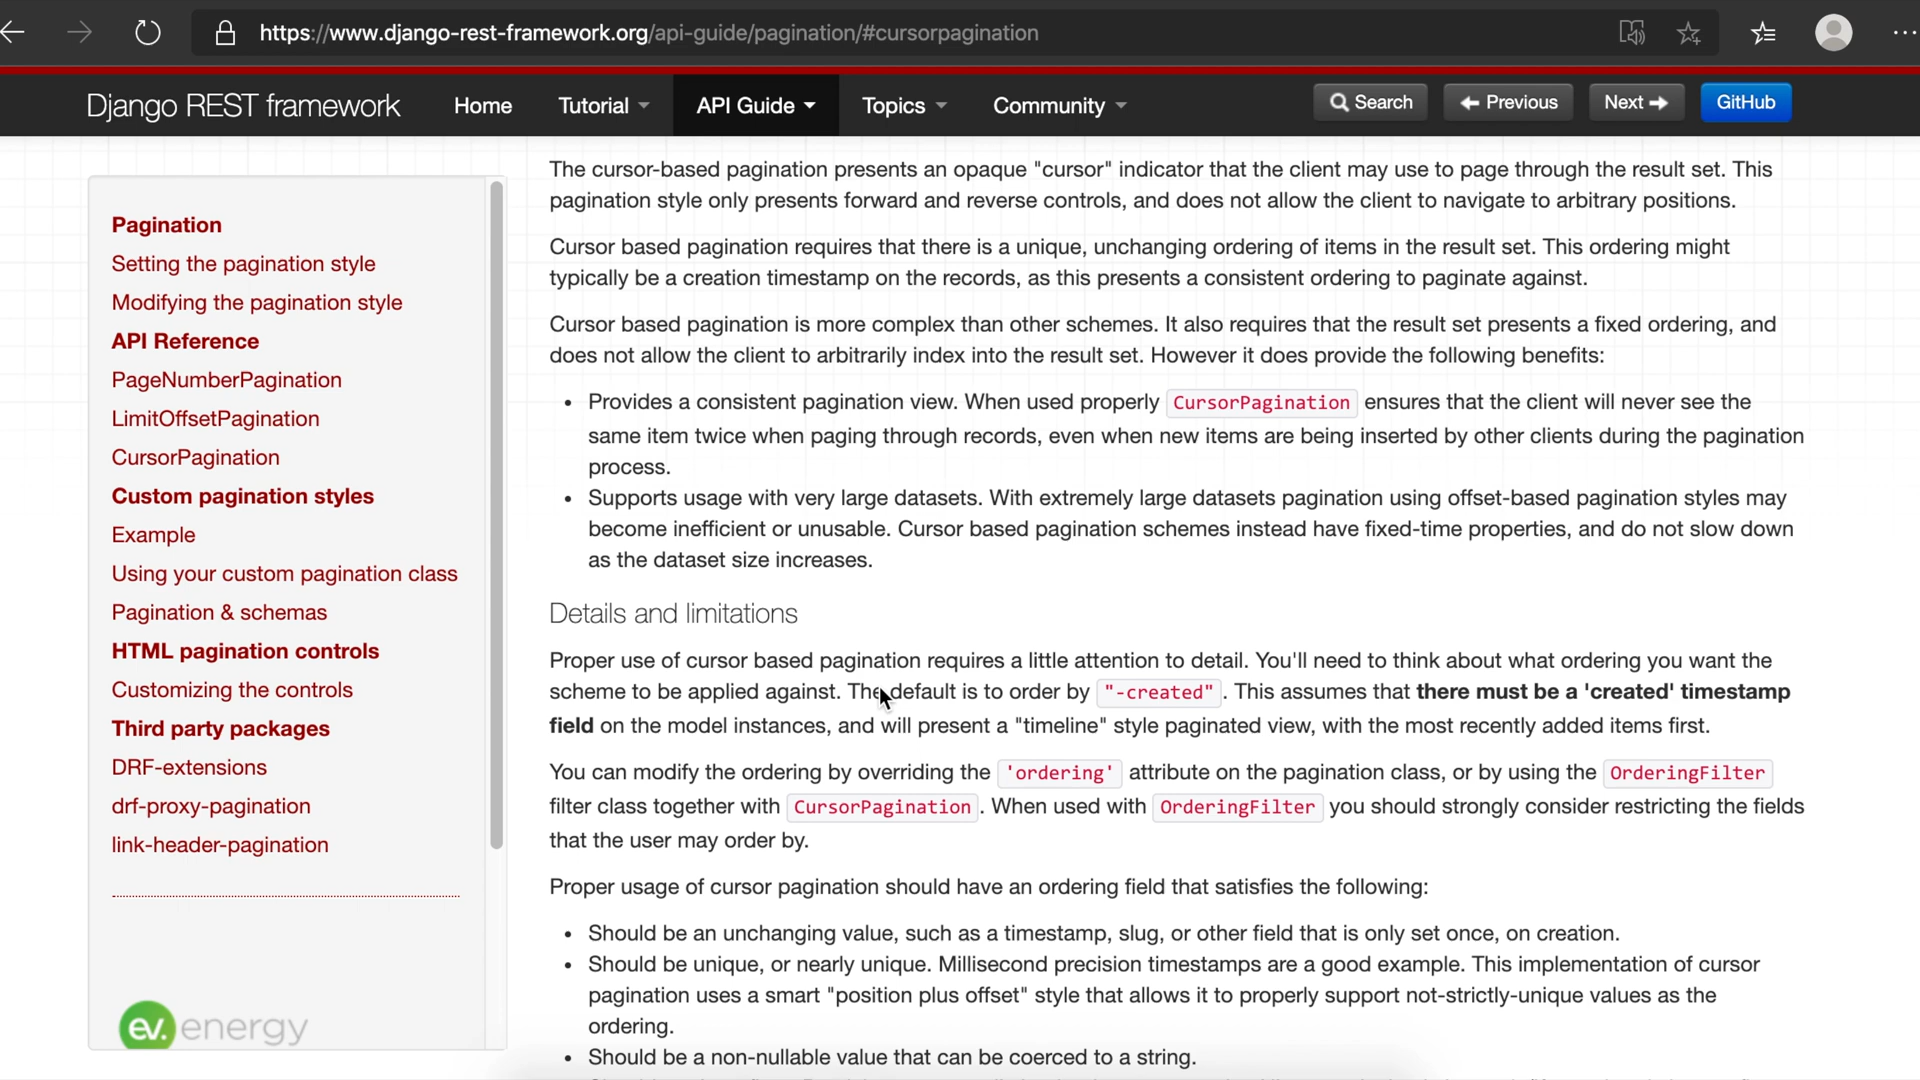 https://www.django-rest-framework.org/api-guide/pagination/#cursorpagination
Django REST framework Home Tutorial API Guide Topics Community Search Previous Next GitHub
Pagination
Setting the pagination style
Modifying the pagination style
API Reference
PageNumberPagination
LimitOffsetPagination
CursorPagination
Custom pagination styles
Example
Using your custom pagination class
Pagination & schemas
HTML pagination controls
Customizing the controls
Third party packages
DRF-extensions
drf-proxy-pagination
link-header-pagination
ev. energy
The cursor-based pagination presents an opaque "cursor" indicator that the client may use to page through the result set. This
pagination style only presents forward and reverse controls, and does not allow the client to navigate to arbitrary positions.
Cursor based pagination requires that there is a unique, unchanging ordering of items in the result set. This ordering might
typically be a creation timestamp on the records, as this presents a consistent ordering to paginate against.
Cursor based pagination is more complex than other schemes. It also requires that the result set presents a fixed ordering, and
does not allow the client to arbitrarily index into the result set. However it does provide the following benefits:
• Provides a consistent pagination view. When used properly CursorPagination ensures that the client will never see the
same item twice when paging through records, even when new items are being inserted by other clients during the pagination
process.
• Supports usage with very large datasets. With extremely large datasets pagination using offset-based pagination styles may
become inefficient or unusable. Cursor based pagination schemes instead have fixed-time properties, and do not slow down
as the dataset size increases.
Details and limitations
Proper use of cursor based pagination requires a little attention to detail. You'll need to think about what ordering you want the
scheme to be applied against. The default is to order by "-created". This assumes that there must be a 'created' timestamp
field on the model instances, and will present a "timeline" style paginated view, with the most recently added items first.
You can modify the ordering by overriding the 'ordering' attribute on the pagination class, or by using the OrderingFilter
filter class together with CursorPagination. When used with OrderingFilter you should strongly consider restricting the fields
that the user may order by.
Proper usage of cursor pagination should have an ordering field that satisfies the following:
• Should be an unchanging value, such as a timestamp, slug, or other field that is only set once, on creation.
• Should be unique, or nearly unique. Millisecond precision timestamps are a good example. This implementation of cursor
pagination uses a smart "position plus offset" style that allows it to properly support not-strictly-unique values as the
ordering.
• Should be a non-nullable value that can be coerced to a string.